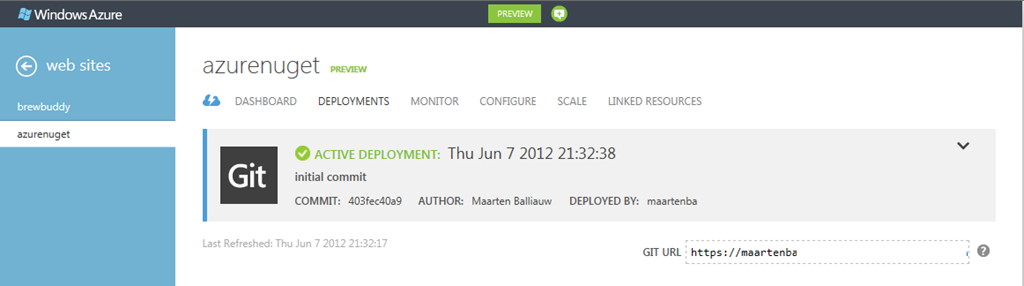 Windows Azure
PREVIEW
web sites
brewbuddy
azurenuget
azurenuget PREVIEW
DASHBOARD DEPLOYMENTS MONITOR CONFIGURE SCALE LINKED RESOURCES
Git
ACTIVE DEPLOYMENT: Thu Jun 7 2012 21:32:38
initial commit
COMMIT: 403fec40a9 AUTHOR: Maarten Balliauw DEPLOYED BY: maartenba
Last Refreshed: Thu Jun 7 2012 21:32:17
GIT URL https://maartenba ?